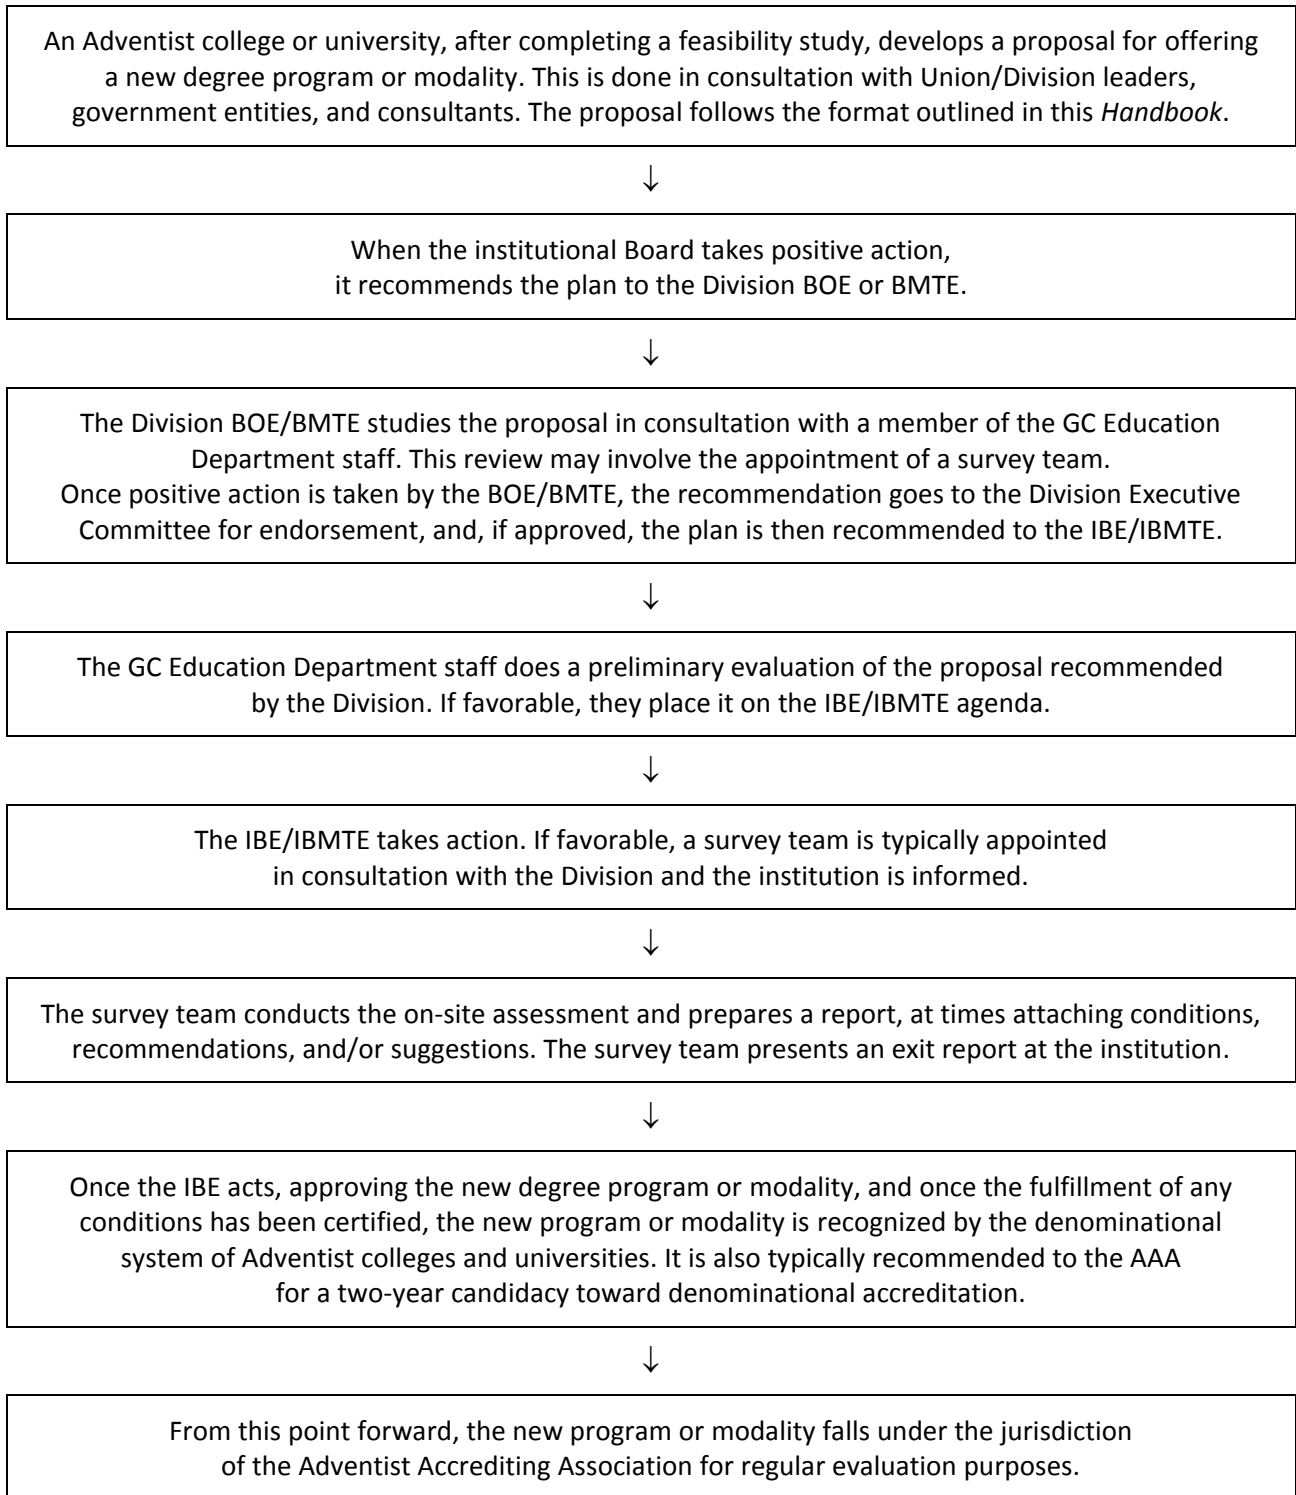 An Adventist college or university, after completing a feasibility study, develops a proposal for offering
a new degree program or modality. This is done in consultation with Union/Division leaders,
government entities, and consultants. The proposal follows the format outlined in this Handbook.
↓
When the institutional Board takes positive action,
it recommends the plan to the Division BOE or BMTE.
↓
The Division BOE/BMTE studies the proposal in consultation with a member of the GC Education
Department staff. This review may involve the appointment of a survey team.
Once positive action is taken by the BOE/BMTE, the recommendation goes to the Division Executive
Committee for endorsement, and, if approved, the plan is then recommended to the IBE/IBMTE.
↓
The GC Education Department staff does a preliminary evaluation of the proposal recommended
by the Division. If favorable, they place it on the IBE/IBMTE agenda.
↓
The IBE/IBMTE takes action. If favorable, a survey team is typically appointed
in consultation with the Division and the institution is informed.
↓
The survey team conducts the on-site assessment and prepares a report, at times attaching conditions,
recommendations, and/or suggestions. The survey team presents an exit report at the institution.
↓
Once the IBE acts, approving the new degree program or modality, and once the fulfillment of any
conditions has been certified, the new program or modality is recognized by the denominational
system of Adventist colleges and universities. It is also typically recommended to the AAA
for a two-year candidacy toward denominational accreditation.
↓
From this point forward, the new program or modality falls under the jurisdiction
of the Adventist Accrediting Association for regular evaluation purposes.